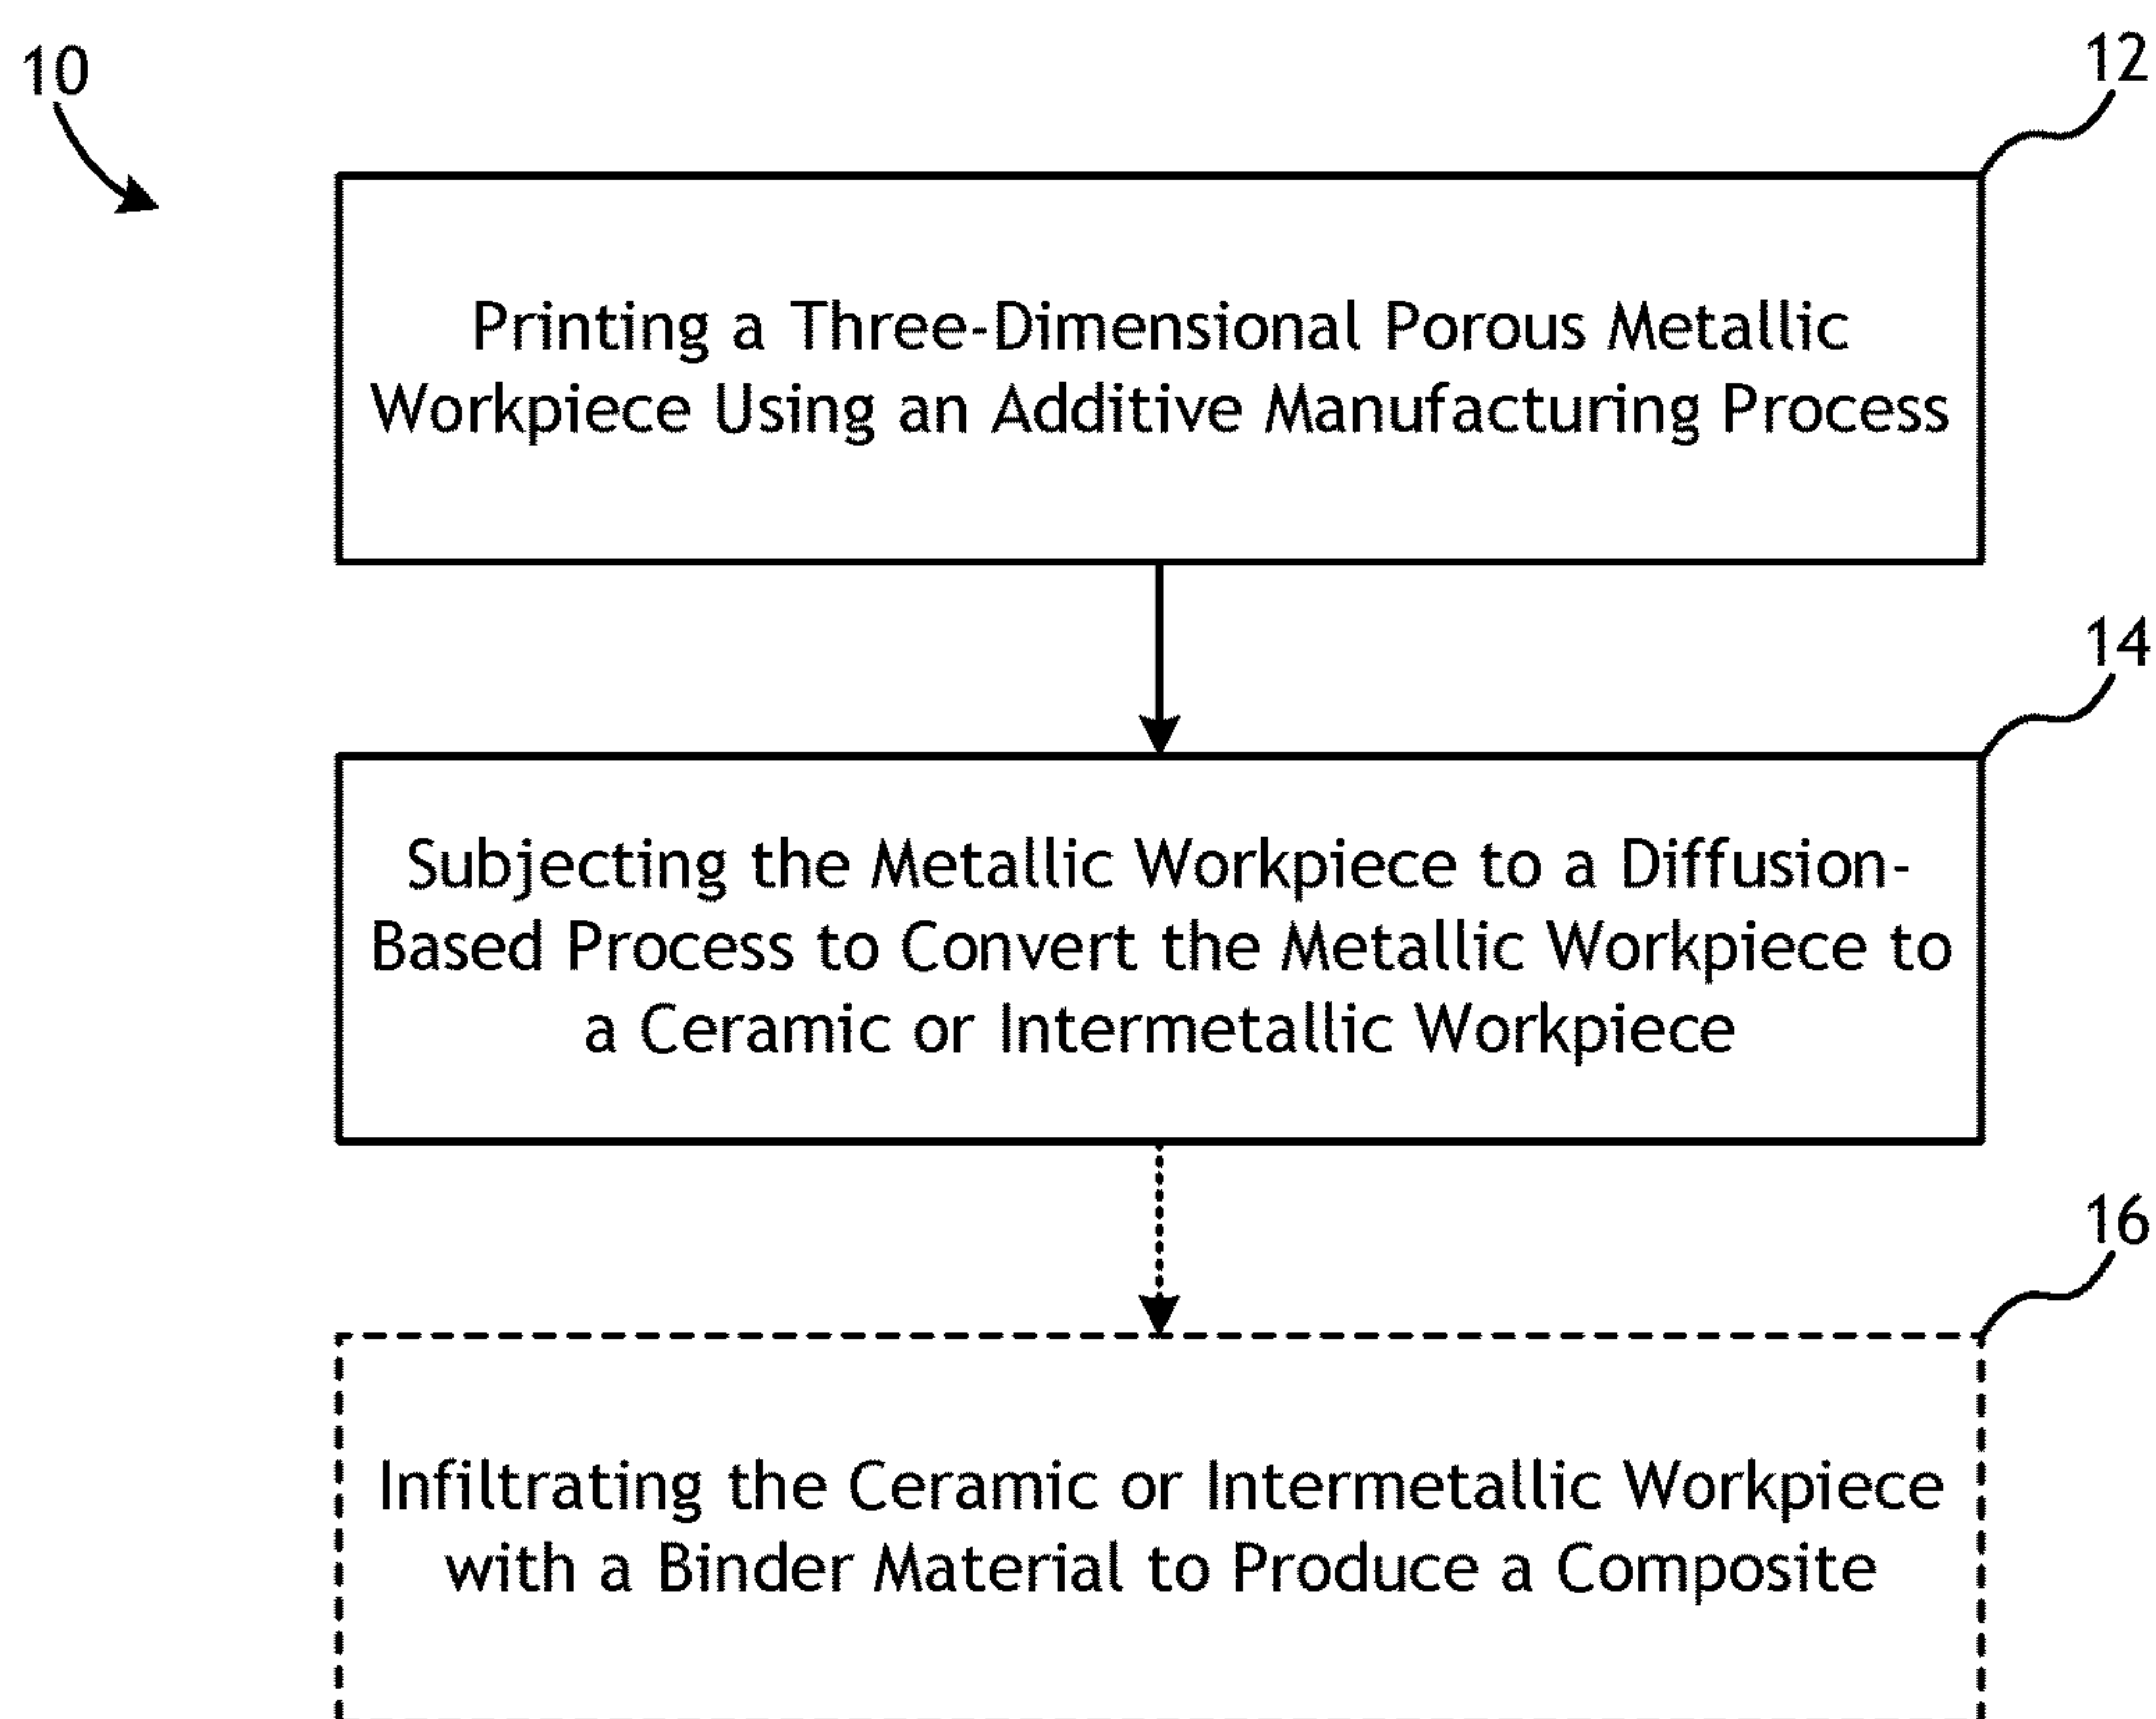 10
12
Printing a Three-Dimensional Porous Metallic
Workpiece Using an Additive Manufacturing Process
14
Subjecting the Metallic Workpiece to a Diffusion-
Based Process to Convert the Metallic Workpiece to
a Ceramic or Intermetallic Workpiece
16
Infiltrating the Ceramic or Intermetallic Workpiece
with a Binder Material to Produce a Composite